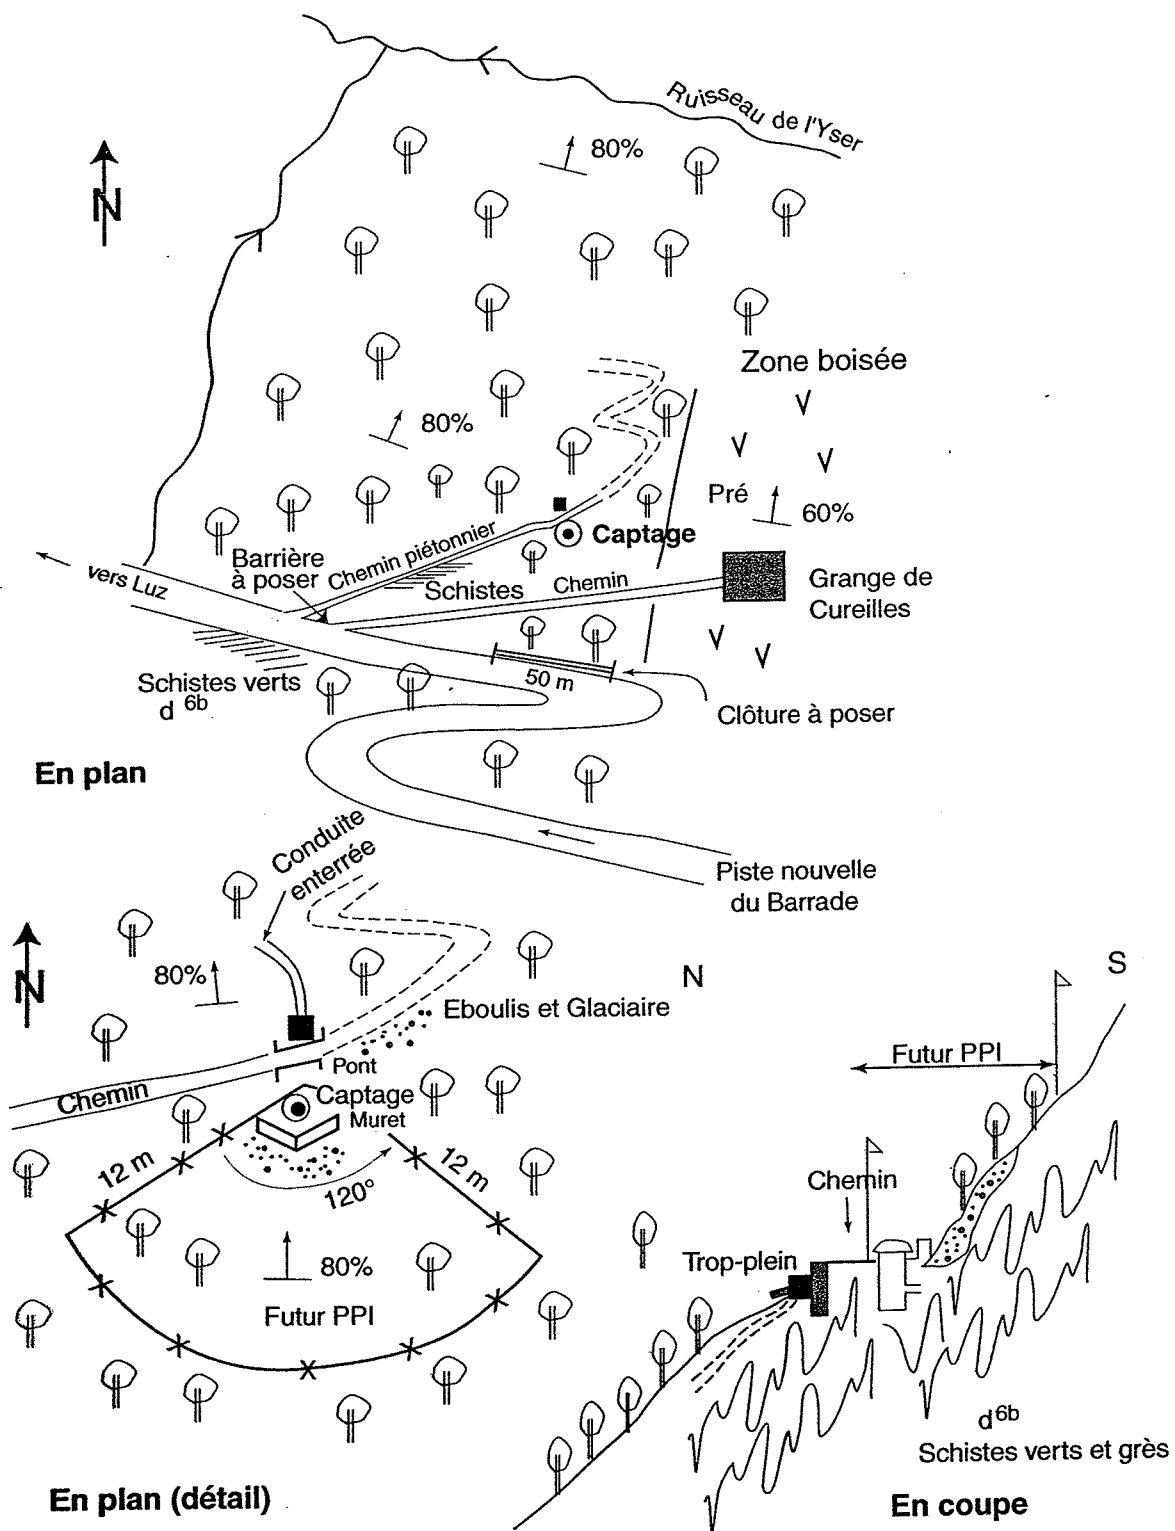 Ruisseau de l'Yser
N
80%
Zone boisée
80%
Pré
60%
Captage
Chemin piétonnier
Barrière
à poser
vers Luz
Schistes
Chemin
Grange de
Cureilles
50 m
Schistes verts
d 6b
Clôture à poser
En plan
Piste nouvelle
du Barrade
Conduite
enterrée
N
80%
Eboulis et Glaciaire
Pont
Chemin
Captage
Muret
12 m
12 m
120°
80%
Futur PPI
En plan (détail)
N
S
Futur PPI
Chemin
Trop-plein
d6b
Schistes verts et grès
En coupe